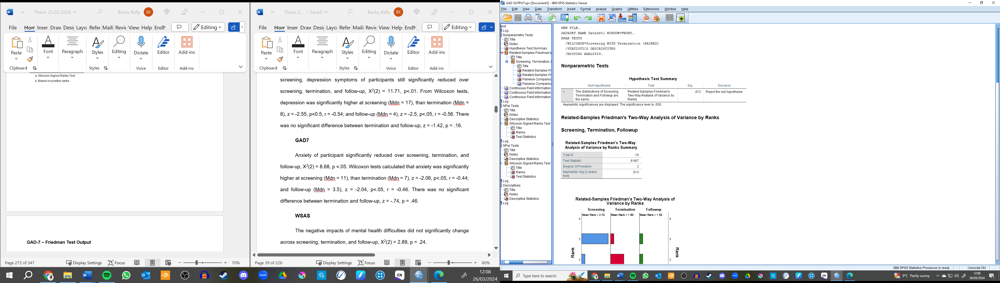 Thesis 25.03.2024
Becky Kelly
BK
File
Hom
Inser
Draw
Desig
Layo
Refer
Maili
Revie
View
Help
EndN
Editing
Paste
Font
Paragraph
Styles
Editing
Dictate
Editor
Add-ins
Clipboard
Styles
Voice
Editor
Add-ins
a. Wilcoxon Signed Ranks Test
b. Based on positive ranks.
GAD-7 – Friedman Test Output
Page 272 of 347
Display Settings
Focus
70%
Thesis 2... • Saved
Becky Kelly
BK
File
Hom
Inser
Draw
Desig
Layo
Refer
Maili
Revie
View
Help
EndN
Editing
Paste
Font
Paragraph
Styles
Editing
Dictate
Editor
Add-ins
Clipboard
Styles
Voice
Editor
Add-ins
screening, depression symptoms of participants still significantly reduced over
screening, termination, and follow-up, X²(2) = 11.71, p<.01. From Wilcoxon tests,
depression was significantly higher at screening (Mdn = 17), than termination (Mdn =
8), z = -2.55, p<0.5, r = -0.54; and follow-up (Mdn = 4), z = -2.5, p<.05, r = -0.56. There
was no significant difference between termination and follow-up, z = -1.42, p = .16.
GAD7
Anxiety of participant significantly reduced over screening, termination, and
follow-up, X²(2) = 8.68, p <.05. Wilcoxon tests calculated that anxiety was significantly
higher at screening (Mdn = 11), than termination (Mdn = 7), z = -2.06, p<.05, r = -0.44;
and follow-up (Mdn = 3.5), z = -2.04, p<.05, r = -0.46. There was no significant
difference between termination and follow-up, z = -.74, p = .46.
WSAS
The negative impacts of mental health difficulties did not significantly change
across screening, termination, and follow-up, X²(2) = 2.89, p = .24.
Page 39 of 226
Display Settings
Focus
80%
zoom
EN
12:08
26/03/2024
GAD OUTPUT.spv [Document5] - IBM SPSS Statistics Viewer
File Edit View Data Transform Insert Format Analyze Graphs Utilities Extensions Window Help
tput
Log
Nonparametric Tests
Title
Notes
Hypothesis Test Summary
Related-Samples Friedman's
Title
Screening, Termination,
Title
Related-Samples Fr
Related-Samples Fr
Pairwise Comparisc
Pairwise Comparisc
Continuous Field Information
Continuous Field Information
Continuous Field Information
Log
NPar Tests
Title
Notes
Descriptive Statistics
Wilcoxon Signed Ranks Test
Title
Ranks
Test Statistics
Log
NPar Tests
Title
Notes
Descriptive Statistics
Wilcoxon Signed Ranks Test
Title
Ranks
Test Statistics
Log
Descriptives
Title
Notes
Descriptive Statistics
Log
NEW FILE.
DATASET NAME DataSet1 WINDOW=FRONT.
NPAR TESTS
/WILCOXON=Screening WITH Termination (PAIRED)
/STATISTICS DESCRIPTIVES
/MISSING ANALYSIS.
Nonparametric Tests
Hypothesis Test Summary
Null Hypothesis Test Sig. Decision
1 The distributions of Screening, Related-Samples Friedman's .013 Reject the null hypothesis.
Termination and Followup are Two-Way Analysis of Variance by
the same. Ranks
Asymptotic significances are displayed. The significance level is .050.
Related-Samples Friedman's Two-Way Analysis of Variance by Ranks
Screening, Termination, Followup
Related-Samples Friedman's Two-Way
Analysis of Variance by Ranks Summary
Total N 10
Test Statistic 8.667
Degree Of Freedom 2
Asymptotic Sig.(2-sided .013
test)
Related-Samples Friedman's Two-Way Analysis of
Variance by Ranks
Screening Termination Followup
Mean Rank = 2.70 Mean Rank = 1.80 Mean Rank = 1.50
4 4
3 3
Rank Rank
2 2
IBM SPSS Statistics Processor is ready
Unicode:ON
Type here to search
zoom
EN
9°C Partly sunny
12:08
26/03/2024
1